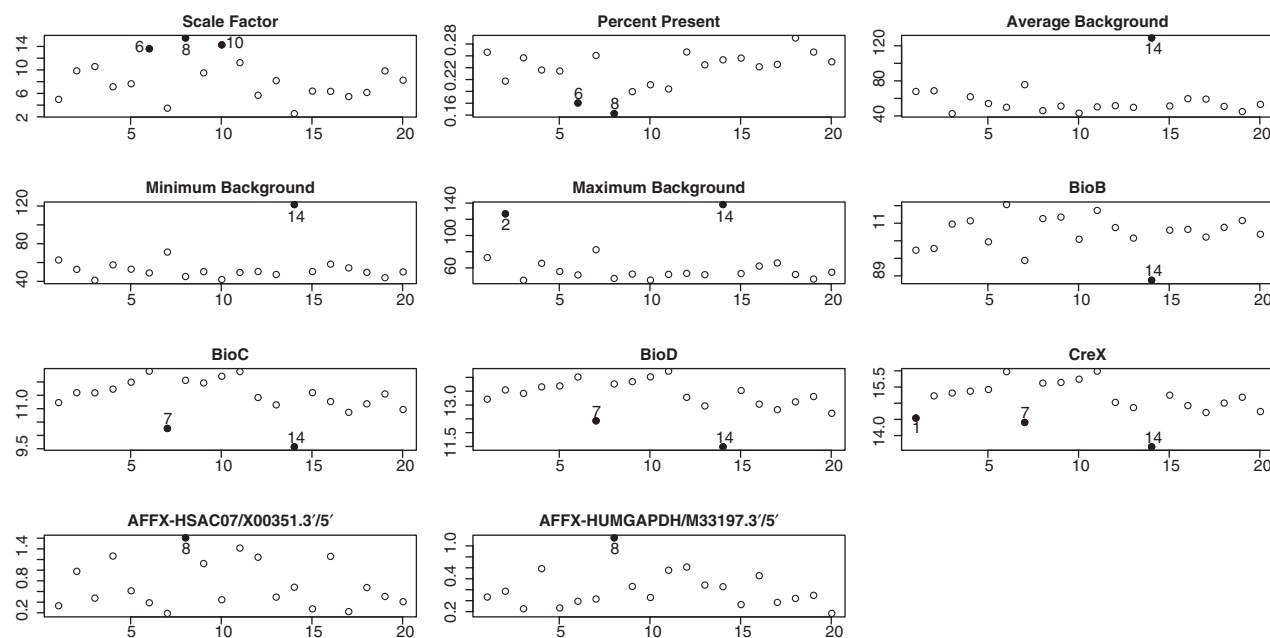 Scale Factor
14
10
6
2
6
8
10
5 10 15 20
Percent Present
0.28
0.22
0.16
6
8
5 10 15 20
Average Background
120
80
40
14
5 10 15 20
Minimum Background
120
80
40
14
5 10 15 20
Maximum Background
140
100
60
2
14
5 10 15 20
BioB
11
89
14
5 10 15 20
BioC
11.0
9.5
7
14
5 10 15 20
BioD
13.0
11.5
7
14
5 10 15 20
CreX
15.5
14.0
1
7
14
5 10 15 20
AFFX-HSAC07/X00351.3′/5′
1.4
0.8
0.2
8
5 10 15 20
AFFX-HUMGAPDH/M33197.3′/5′
1.0
0.4
0.2
8
5 10 15 20